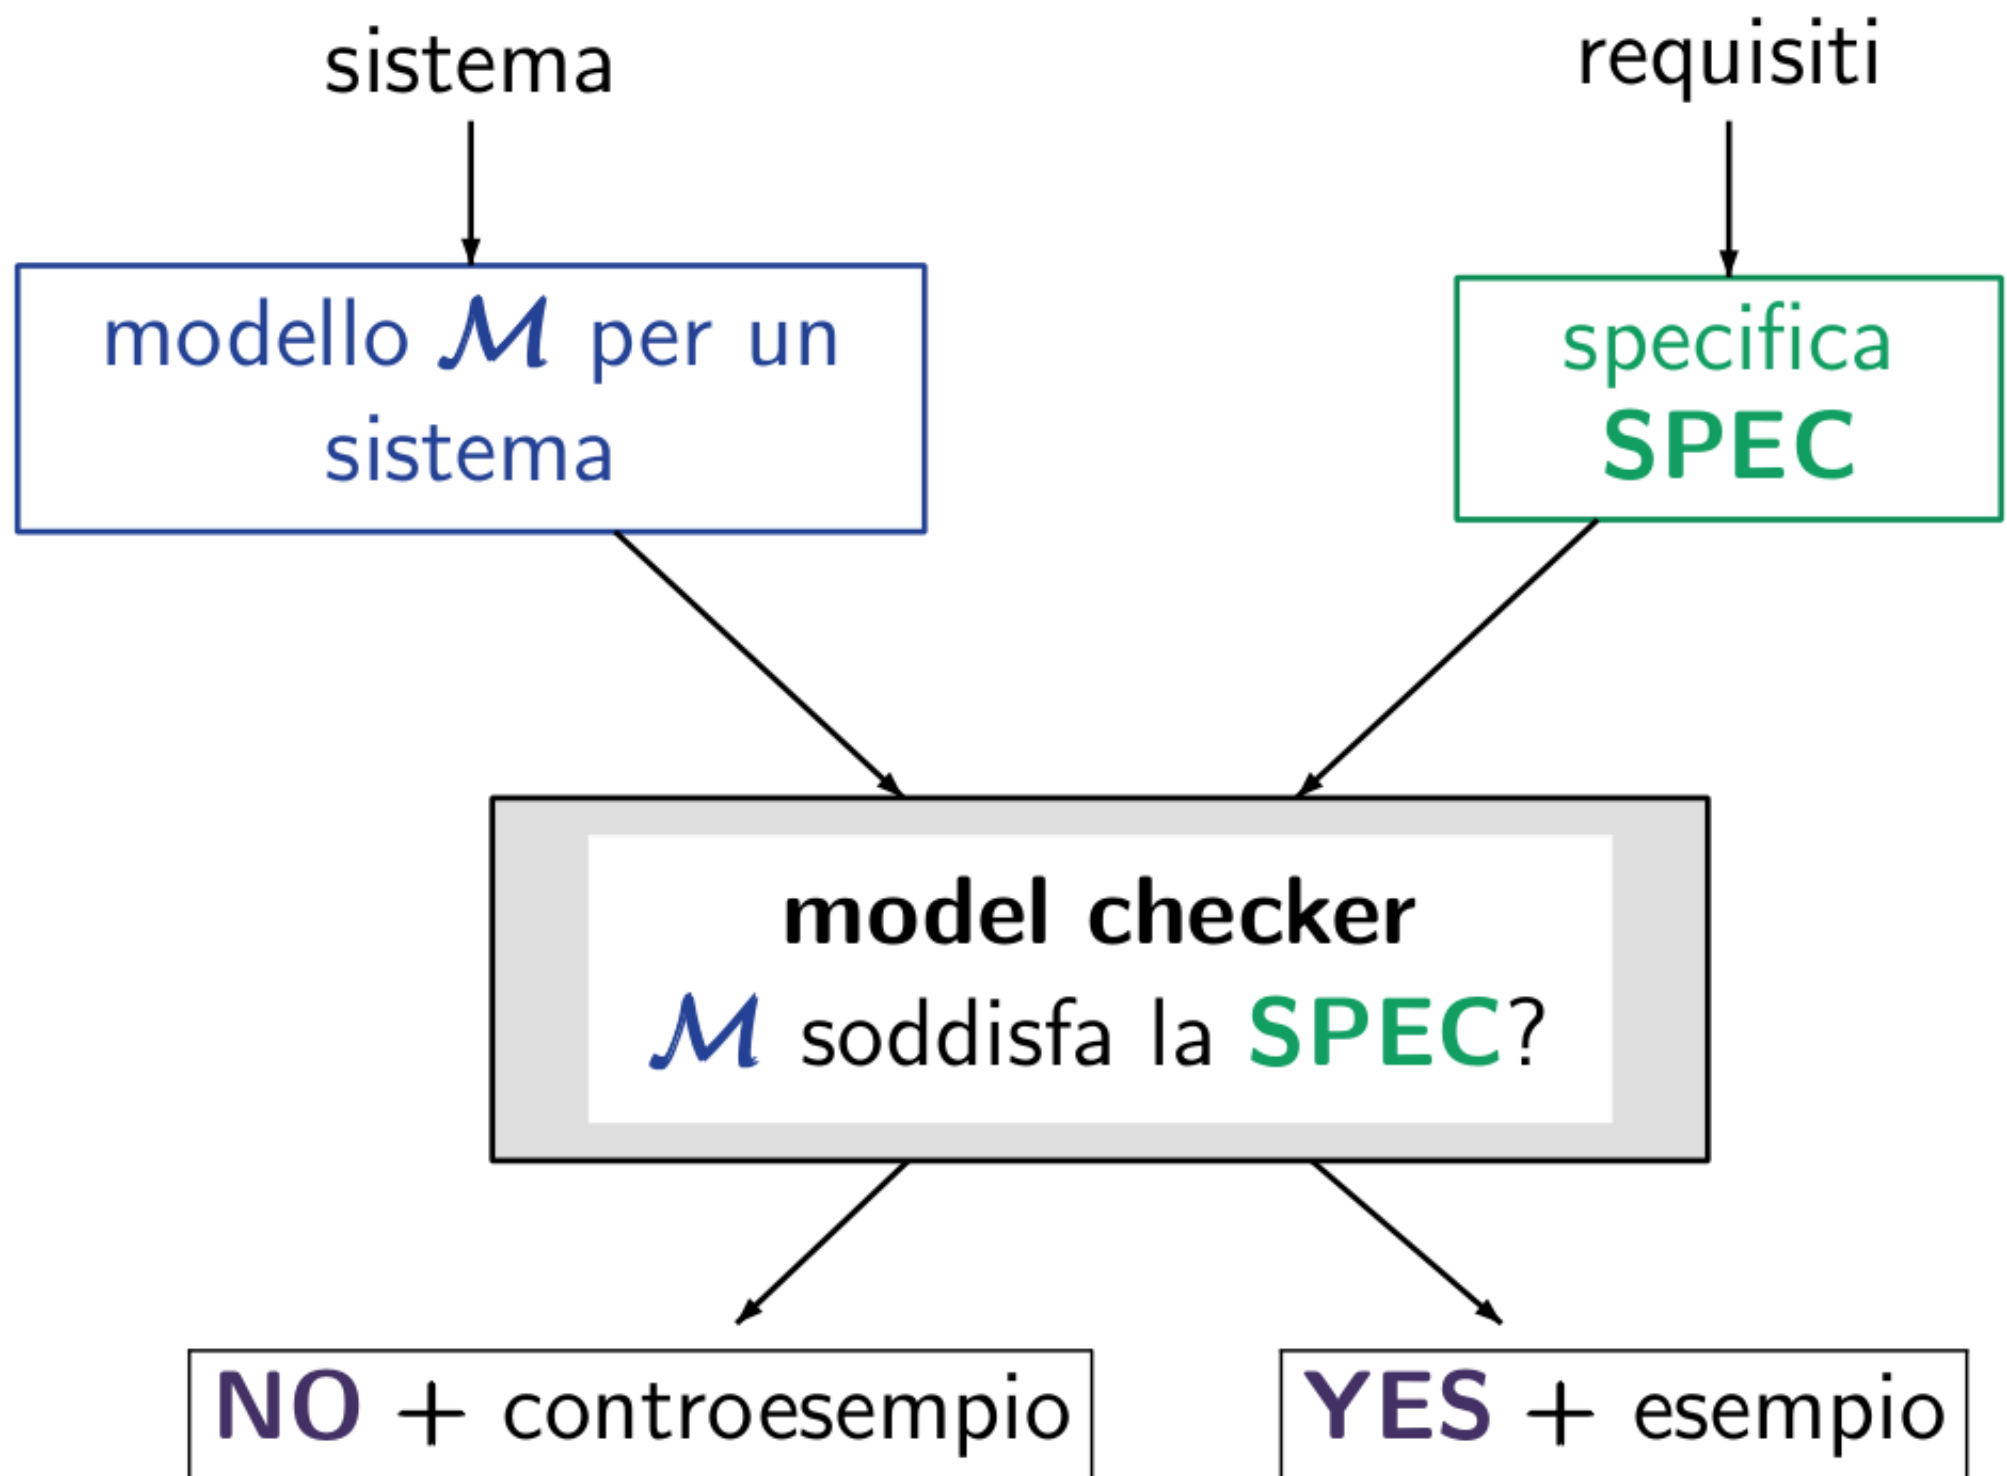 sistema
requisiti
modello ℳ per un
sistema
specifica
SPEC
model checker
ℳ soddisfa la SPEC?
NO + controesempio
YES + esempio